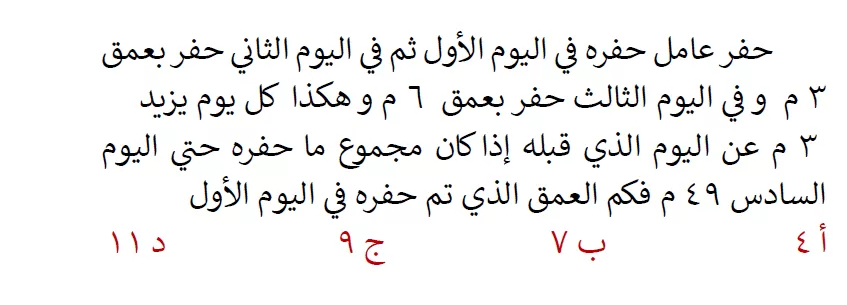 حفر عامل حفره في اليوم الأول ثم في اليوم الثاني حفر بعمق
٣ م و في اليوم الثالث حفر بعمق ٦ م و هكذا كل يوم يزيد
٣ م عن اليوم الذي قبله إذا كان مجموع ما حفره حتي اليوم
السادس ٤٩ م فكم العمق الذي تم حفره في اليوم الأول
أ ٤ ب ٧ ج ٩ د ١١